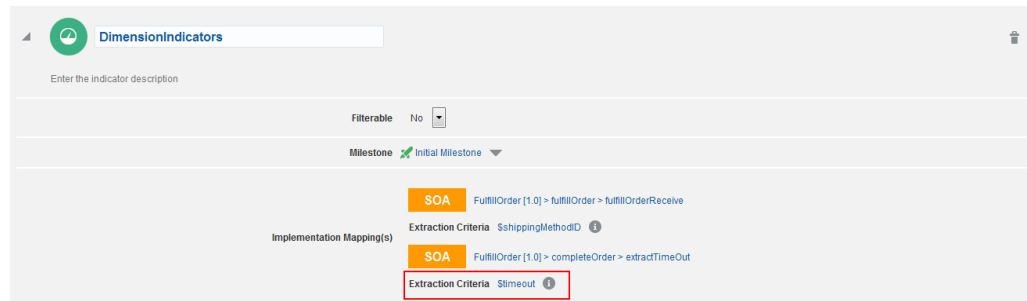 DimensionIndicators
Enter the indicator description
Filterable No
Milestone Initial Milestone
SOA FulfillOrder [1.0] > fulfillOrder > fulfillOrderReceive
Extraction Criteria $shippingMethodID
Implementation Mapping(s)
SOA FulfillOrder [1.0] > completeOrder > extractTimeOut
Extraction Criteria $timeout